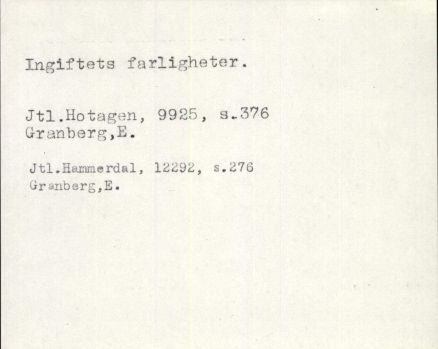 Ingiftets farligheter.
Jtl.Hotagen, 9925, s.376
Granberg,E.
Jtl.Hammerdal, 12292, s.276
Granberg,E.